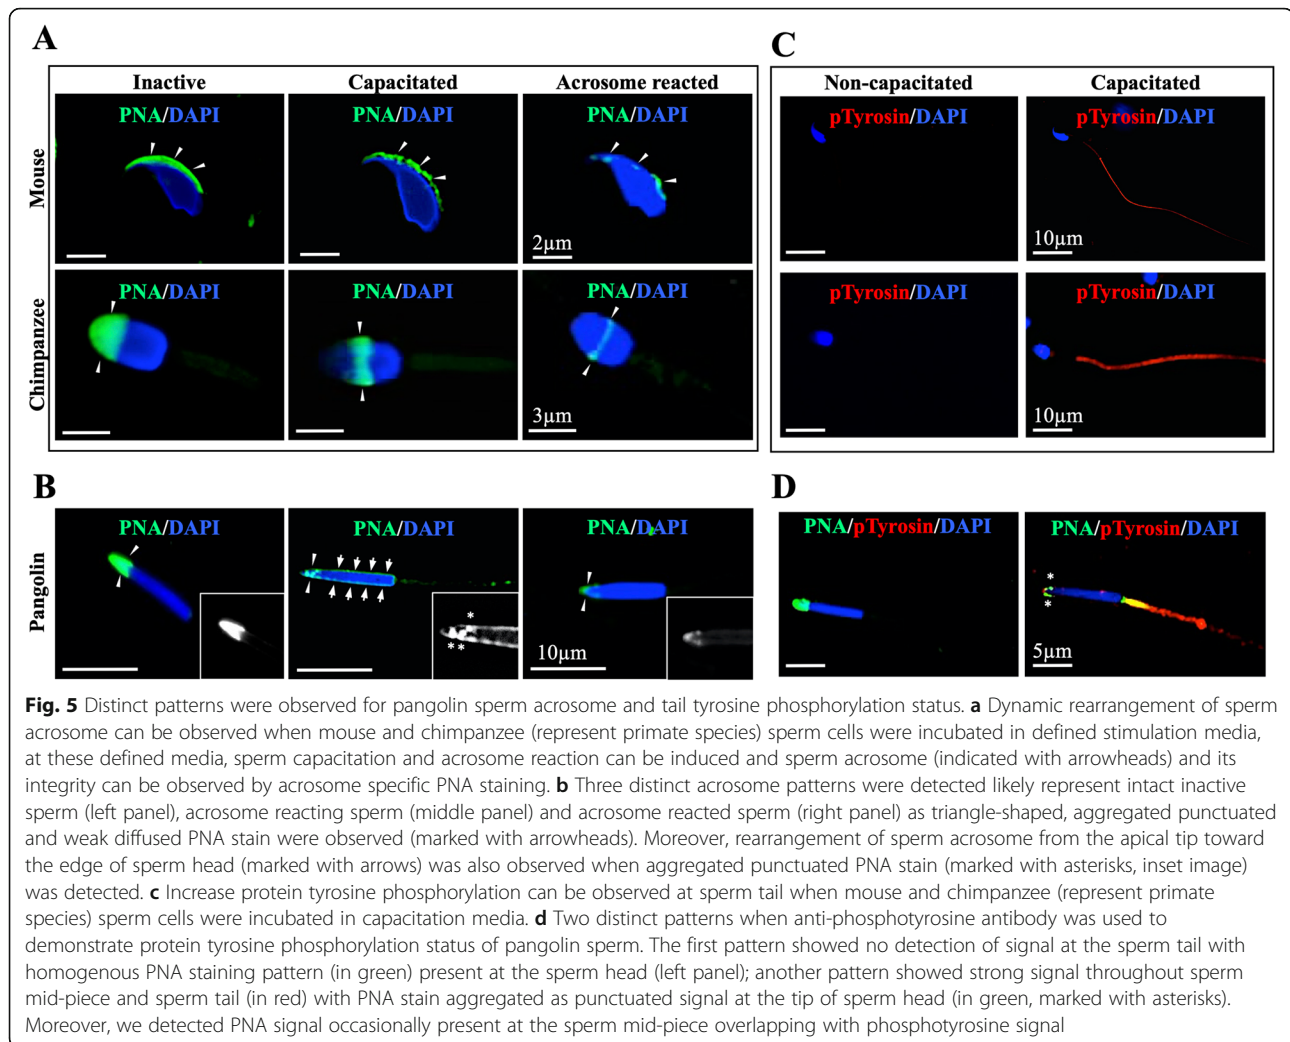 A
C
Inactive
Capacitated
Acrosome reacted
Non-capacitated
Capacitated
Mouse
PNA/DAPI
PNA/DAPI
PNA/DAPI
2µm
pTyrosin/DAPI
pTyrosin/DAPI
10µm
Chimpanzee
PNA/DAPI
PNA/DAPI
PNA/DAPI
3µm
pTyrosin/DAPI
pTyrosin/DAPI
10µm
B
D
Pangolin
PNA/DAPI
PNA/DAPI
*
**
PNA/DAPI
10µm
PNA/pTyrosin/DAPI
PNA/pTyrosin/DAPI
*
*
5µm
Fig. 5 Distinct patterns were observed for pangolin sperm acrosome and tail tyrosine phosphorylation status. a Dynamic rearrangement of sperm
acrosome can be observed when mouse and chimpanzee (represent primate species) sperm cells were incubated in defined stimulation media,
at these defined media, sperm capacitation and acrosome reaction can be induced and sperm acrosome (indicated with arrowheads) and its
integrity can be observed by acrosome specific PNA staining. b Three distinct acrosome patterns were detected likely represent intact inactive
sperm (left panel), acrosome reacting sperm (middle panel) and acrosome reacted sperm (right panel) as triangle-shaped, aggregated punctuated
and weak diffused PNA stain were observed (marked with arrowheads). Moreover, rearrangement of sperm acrosome from the apical tip toward
the edge of sperm head (marked with arrows) was also observed when aggregated punctuated PNA stain (marked with asterisks, inset image)
was detected. c Increase protein tyrosine phosphorylation can be observed at sperm tail when mouse and chimpanzee (represent primate
species) sperm cells were incubated in capacitation media. d Two distinct patterns when anti-phosphotyrosine antibody was used to
demonstrate protein tyrosine phosphorylation status of pangolin sperm. The first pattern showed no detection of signal at the sperm tail with
homogenous PNA staining pattern (in green) present at the sperm head (left panel); another pattern showed strong signal throughout sperm
mid-piece and sperm tail (in red) with PNA stain aggregated as punctuated signal at the tip of sperm head (in green, marked with asterisks).
Moreover, we detected PNA signal occasionally present at the sperm mid-piece overlapping with phosphotyrosine signal